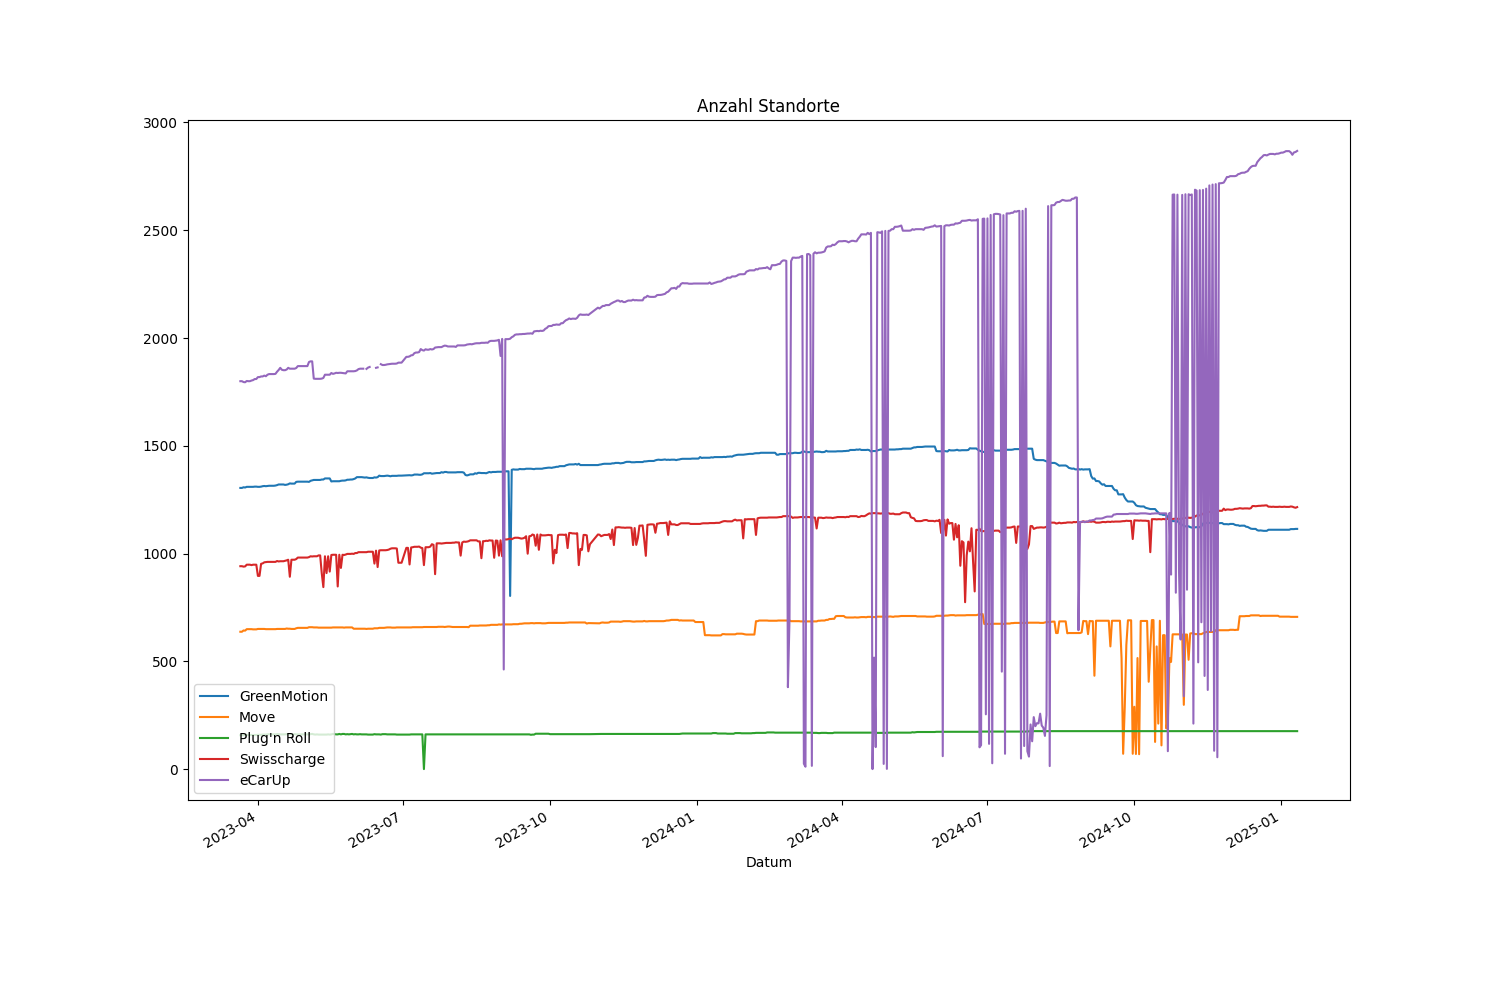 Anzahl Standorte
3000
2500
2000
1500
1000
500
0
GreenMotion
Move
Plug'n Roll
Swisscharge
eCarUp
2023-04
2023-07
2023-10
2024-01
2024-04
2024-07
2024-10
2025-01
Datum